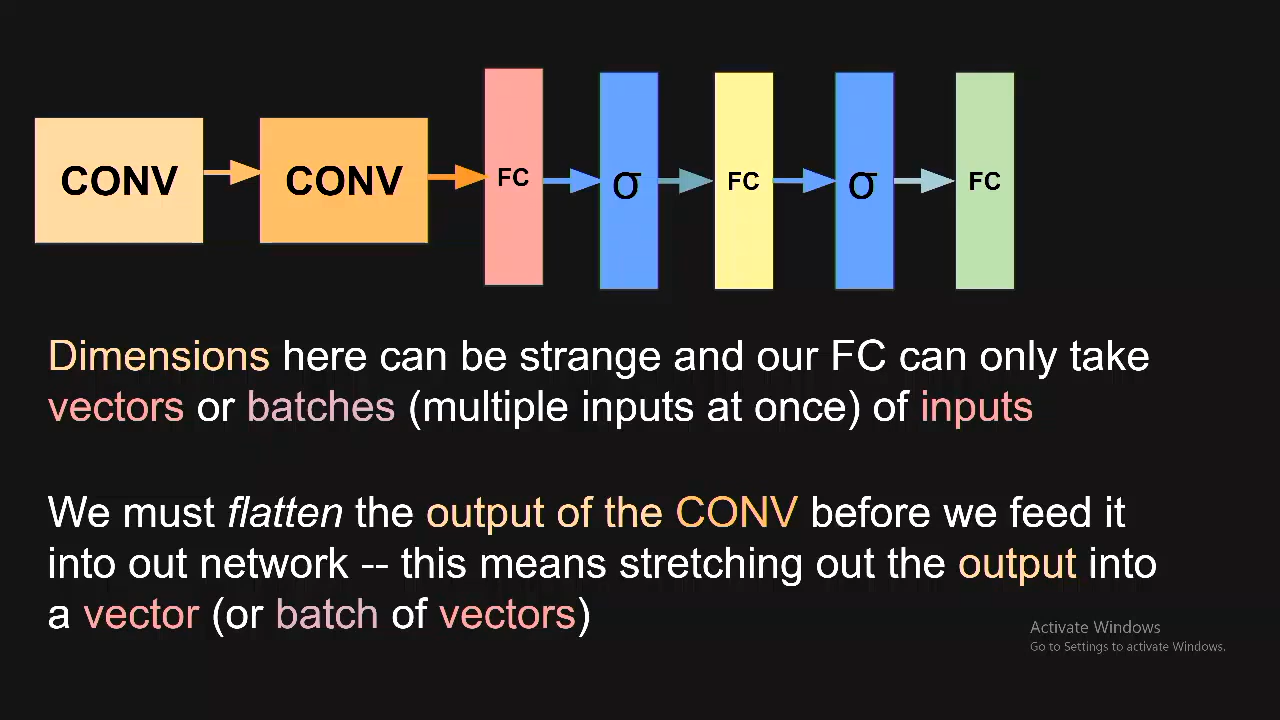 CONV CONV FC σ FC σ FC
Dimensions here can be strange and our FC can only take
vectors or batches (multiple inputs at once) of inputs
We must flatten the output of the CONV before we feed it
into out network -- this means stretching out the output into
a vector (or batch of vectors)
Activate Windows
Go to Settings to activate Windows.